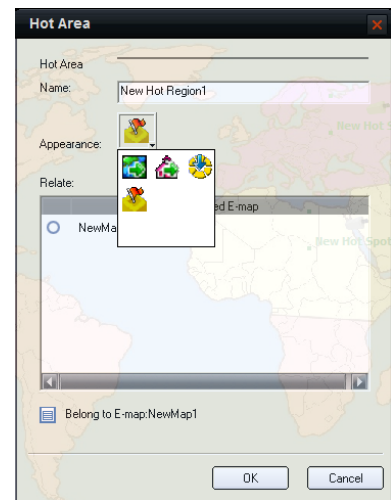 Hot Area
Hot Area
Name:
New Hot Region1
New Hot S
Appearance:
Relate:
ed E-map
NewMa
New Hot Spot
Belong to E-map:NewMap1
OK
Cancel